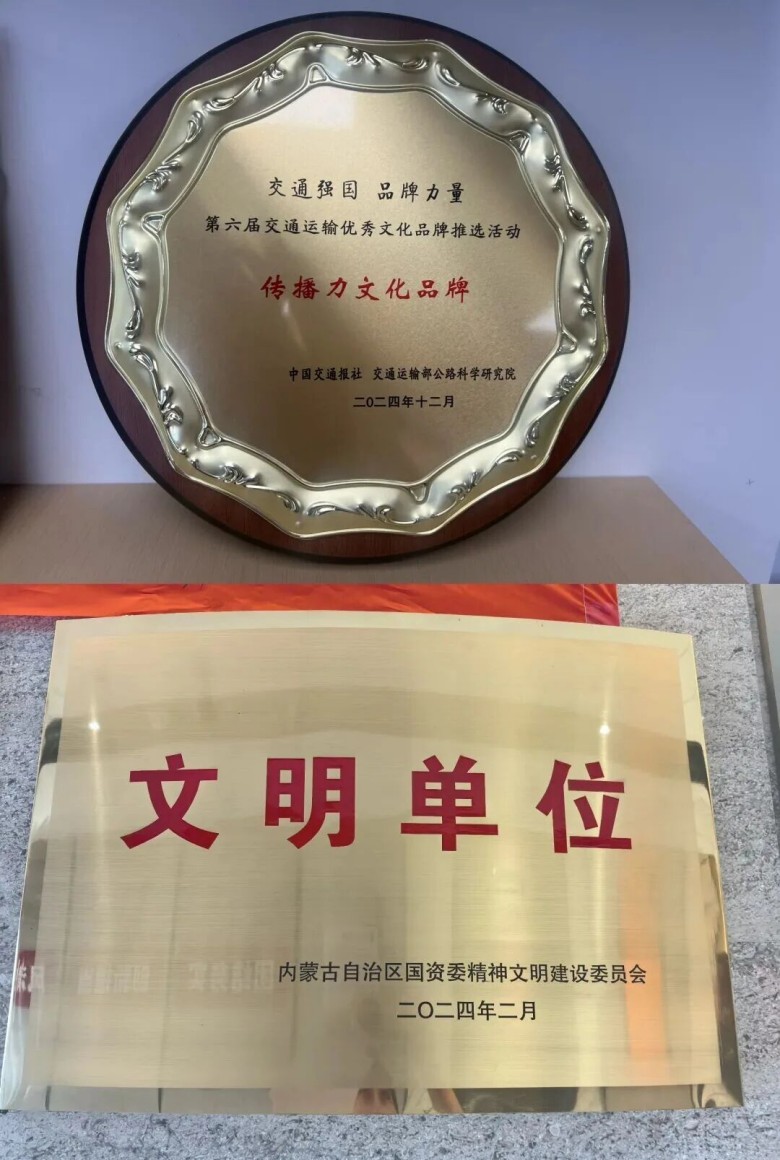 交通强国 品牌力量
第六届交通运输优秀文化品牌推选活动
传播力文化品牌
中国交通报社 交通运输部公路科学研究院
二〇二四年十二月
文明单位
内蒙古自治区国资委精神文明建设委员会
二〇二四年二月